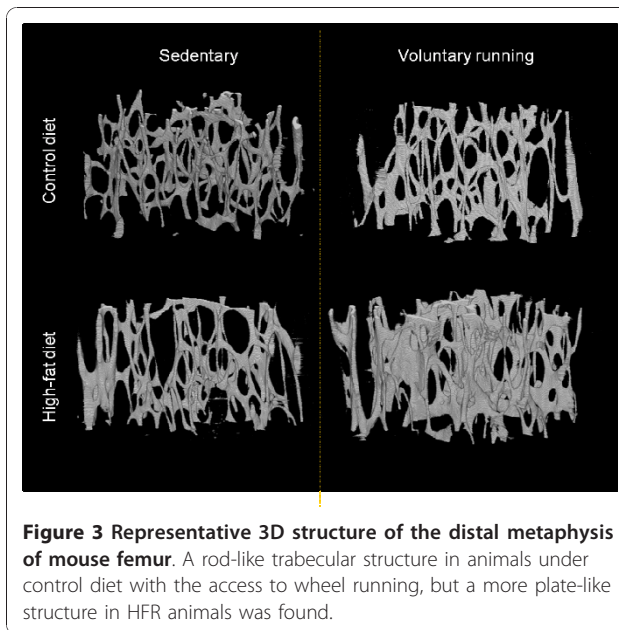 Sedentary
Voluntary running
Control diet
High-fat diet
Figure 3 Representative 3D structure of the distal metaphysis
of mouse femur. A rod-like trabecular structure in animals under
control diet with the access to wheel running, but a more plate-like
structure in HFR animals was found.